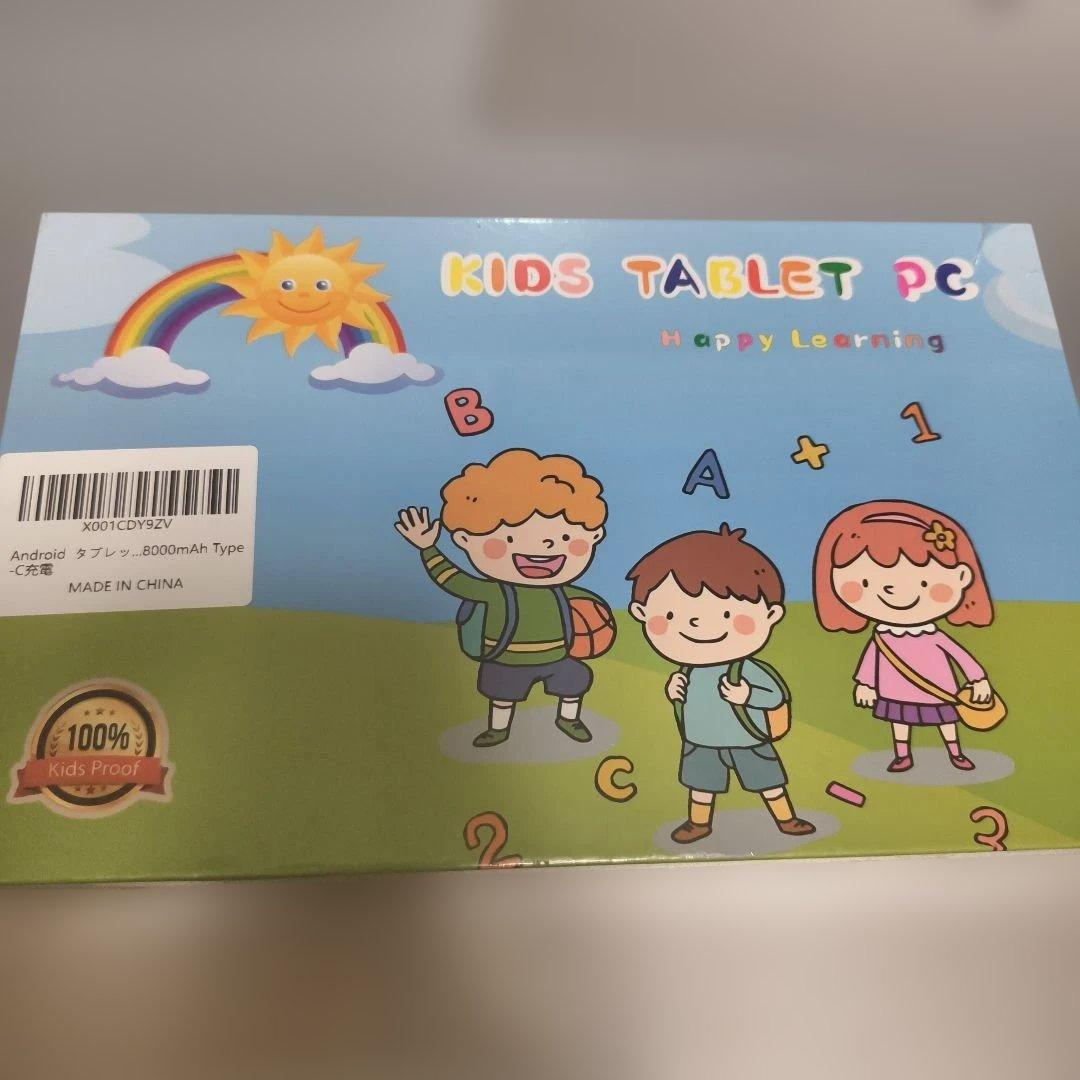 KIDS TABLET PC
Happy Learning
B
A + 1
X001CDY9ZV
Android タブレッ...8000mAh Type
-C充電
MADE IN CHINA
100%
Kids Proof
C -
2 3